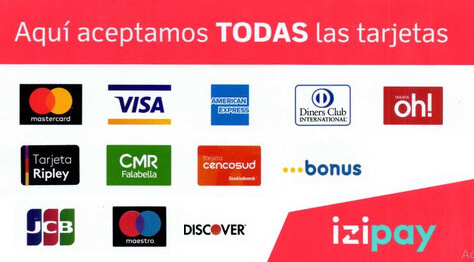 Aquí aceptamos TODAS las tarjetas
mastercard
VISA
AMERICAN EXPRESS
Diners Club
INTERNATIONAL
tarjeta
oh!
Tarjeta
Ripley
CMR
Falabella
Tarjeta
cencosud
Scotiabank
bonus
JCB
maestro
DISCOVER
izipay